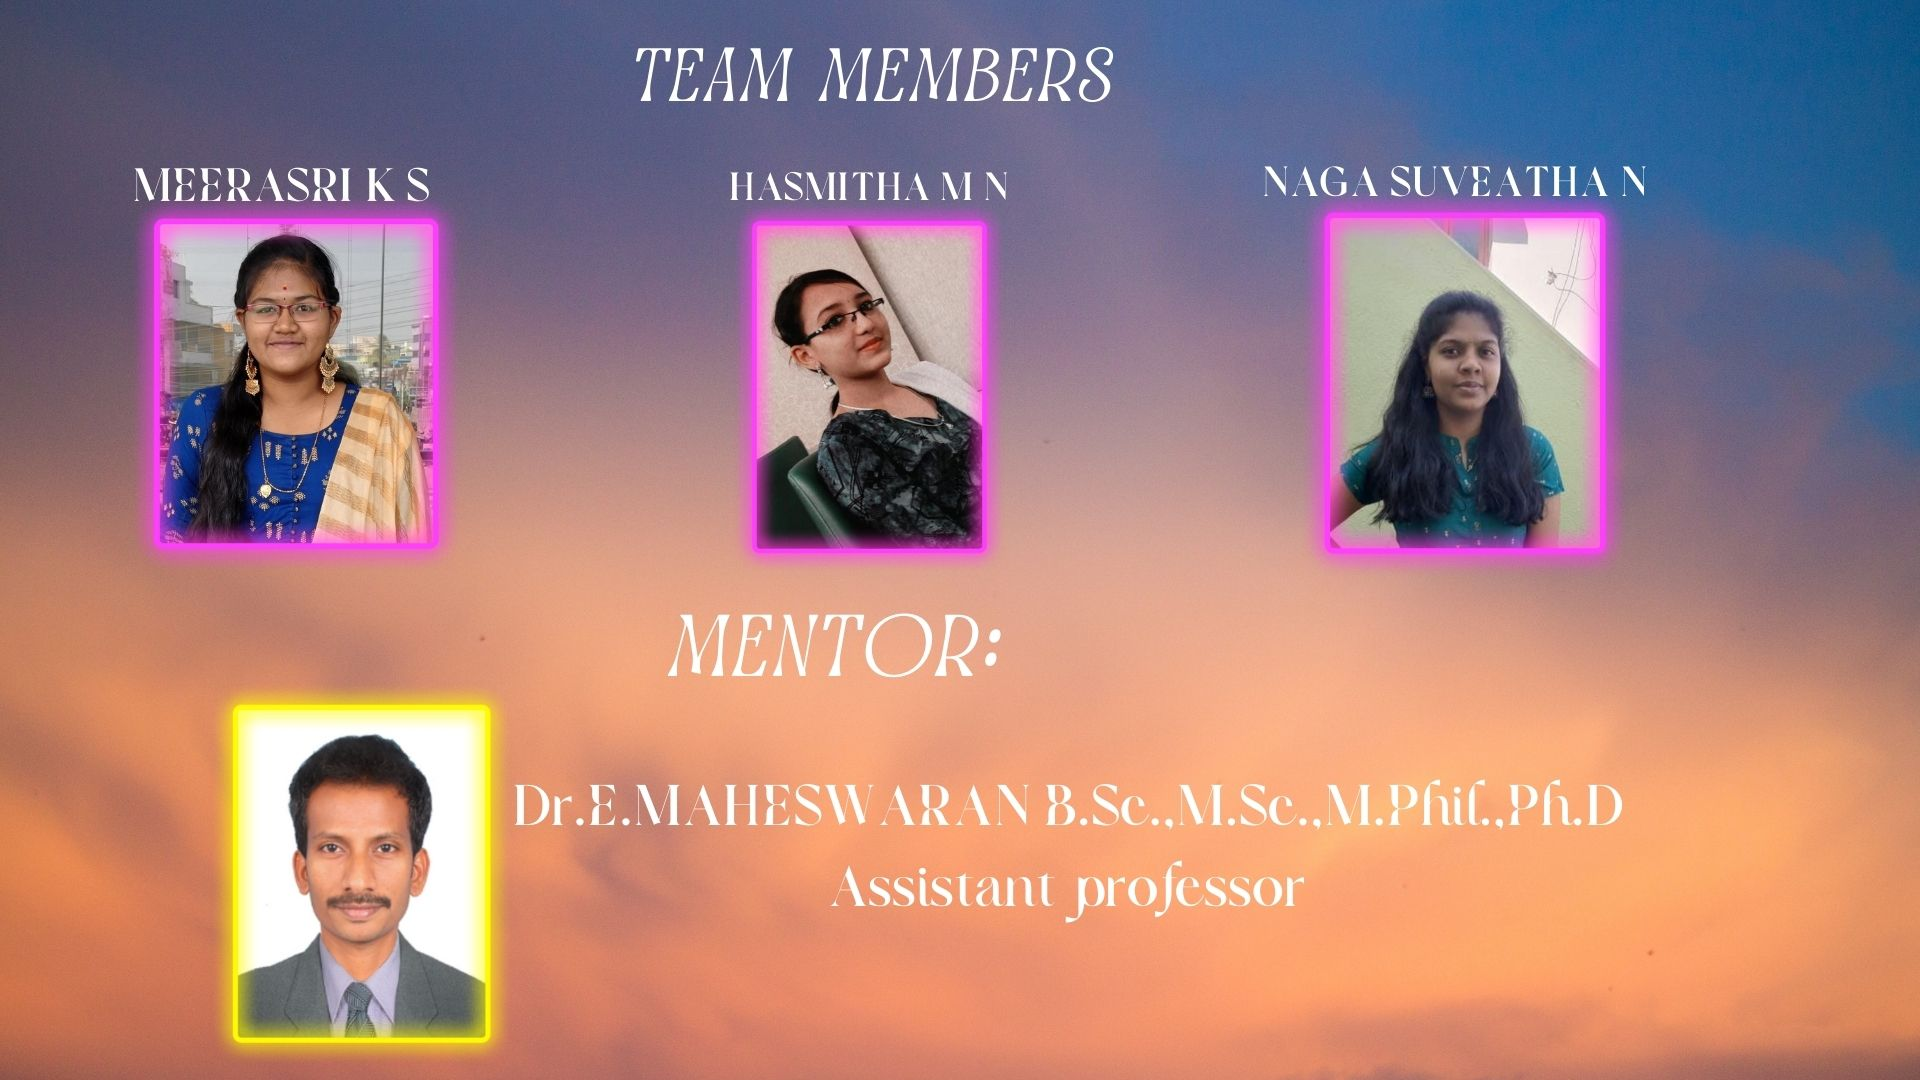 TEAM MEMBERS
MEERASRI K S
HASMITHA M N
NAGA SUVEATHA N
MENTOR:
Dr.E.MAHESWARAN B.Sc.,M.Sc.,M.Phil.,Ph.D
Assistant professor